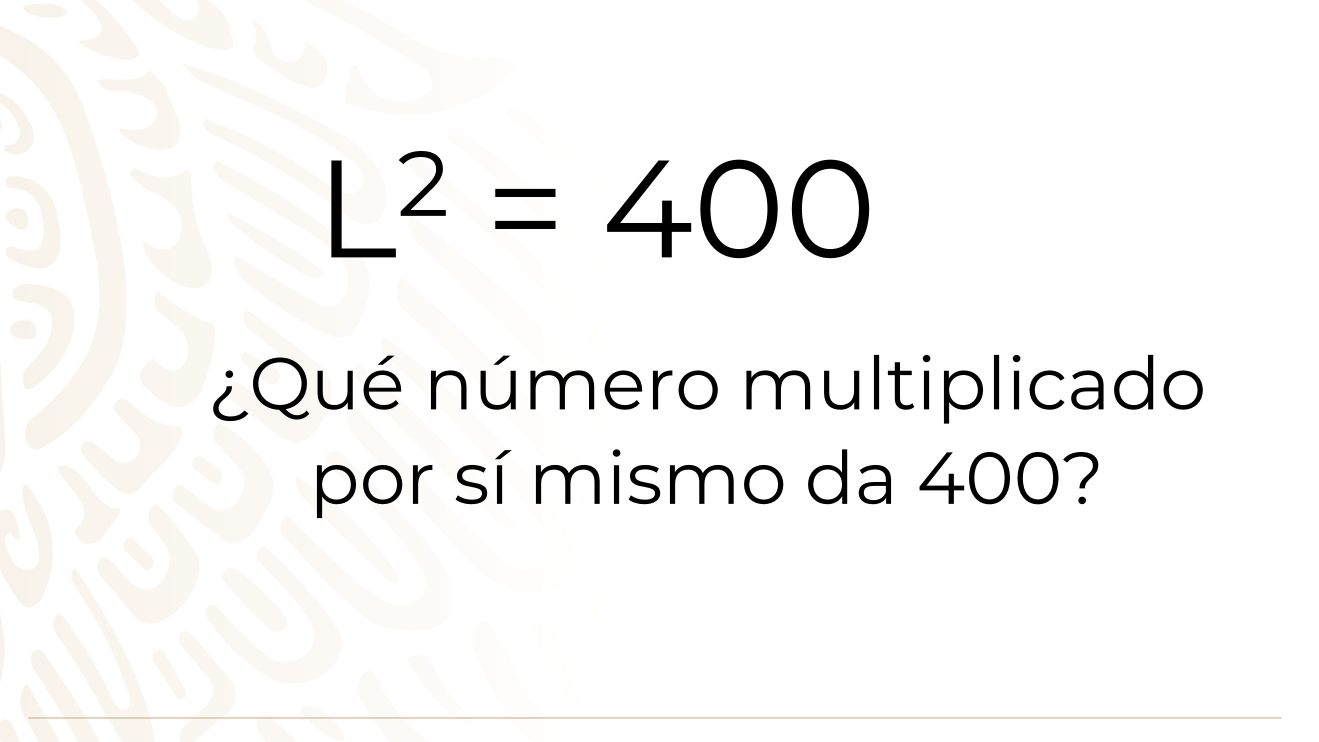 L² = 400
¿Qué número multiplicado
por sí mismo da 400?